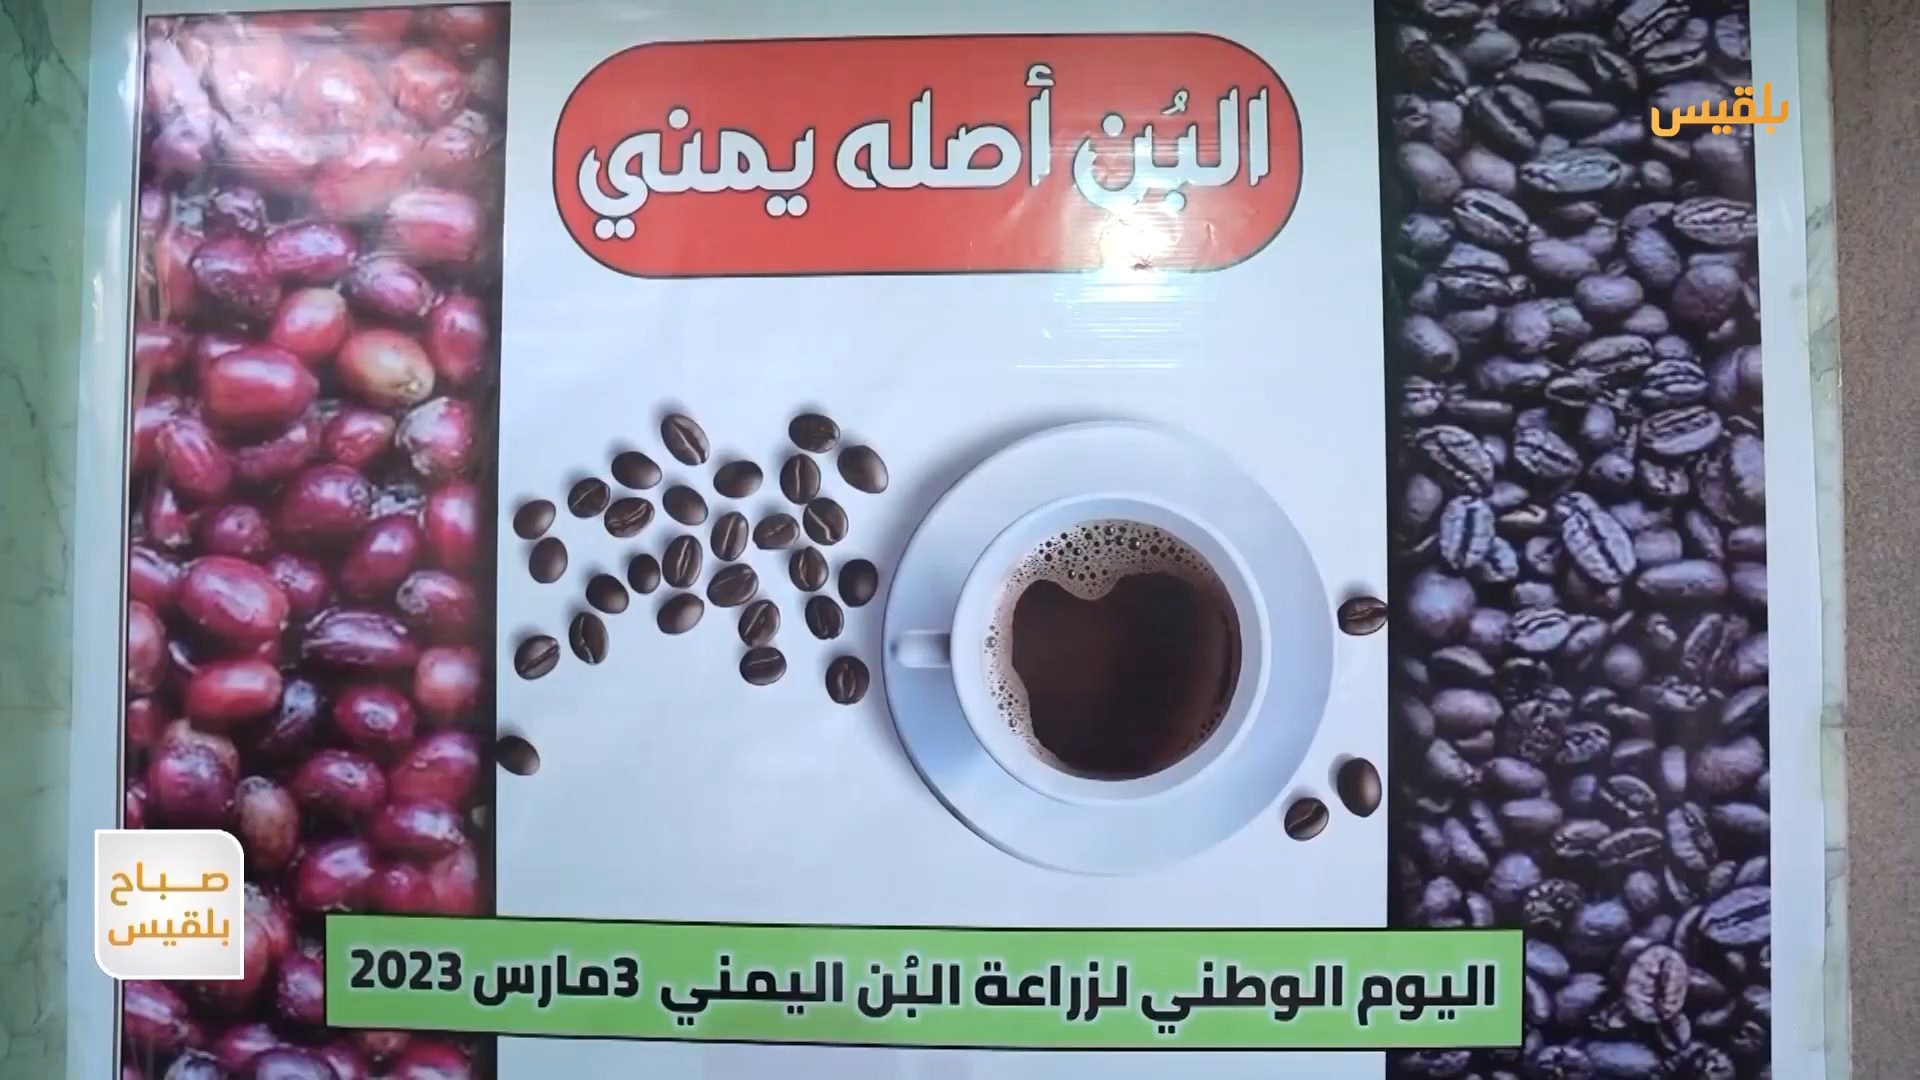 البُن أصله يمني
بلقيس
اليوم الوطني لزراعة البُن اليمني 3مارس 2023
صباح
بلقيس